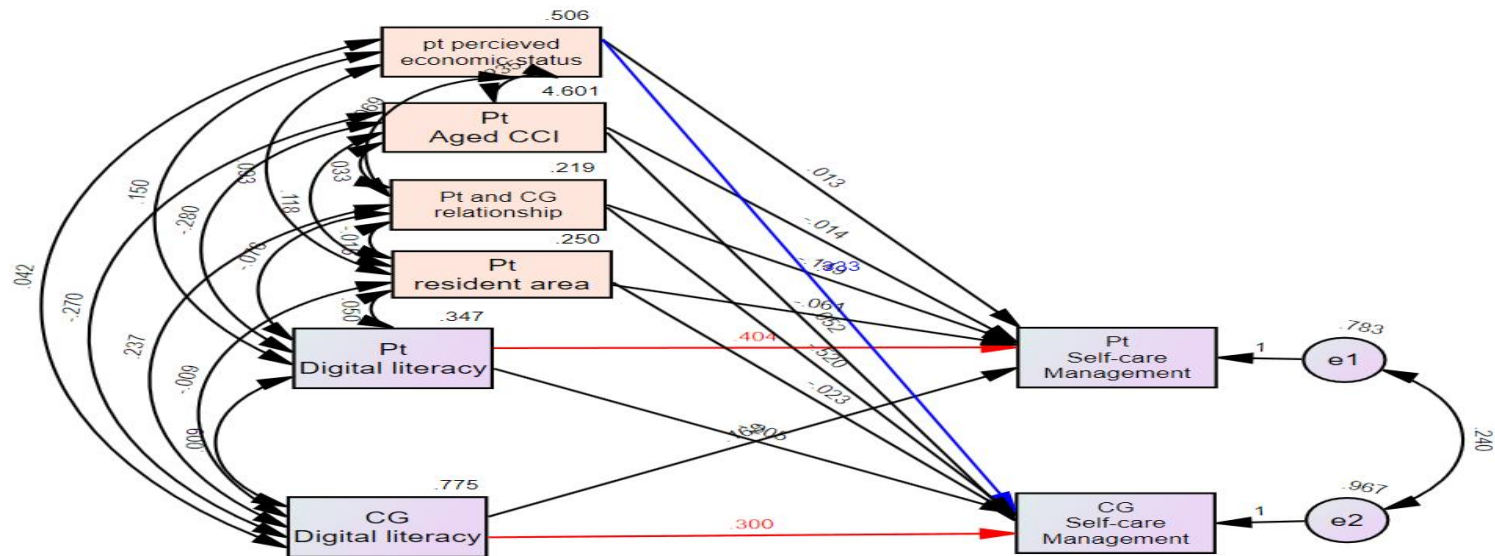 .506
pt percieved
economic status
4.601
Pt
Aged CCI
.219
Pt and CG
relationship
.250
Pt
resident area
.347
Pt
Digital literacy
.775
CG
Digital literacy
.042
.150
-.280
.118
.033
-.270
.237
-.009
.050
.009
.013
-.014
-.061
-.520
-.023
.404
.300
Pt
Self-care
Management
CG
Self-care
Management
.783
1
e1
.967
1
e2
.240